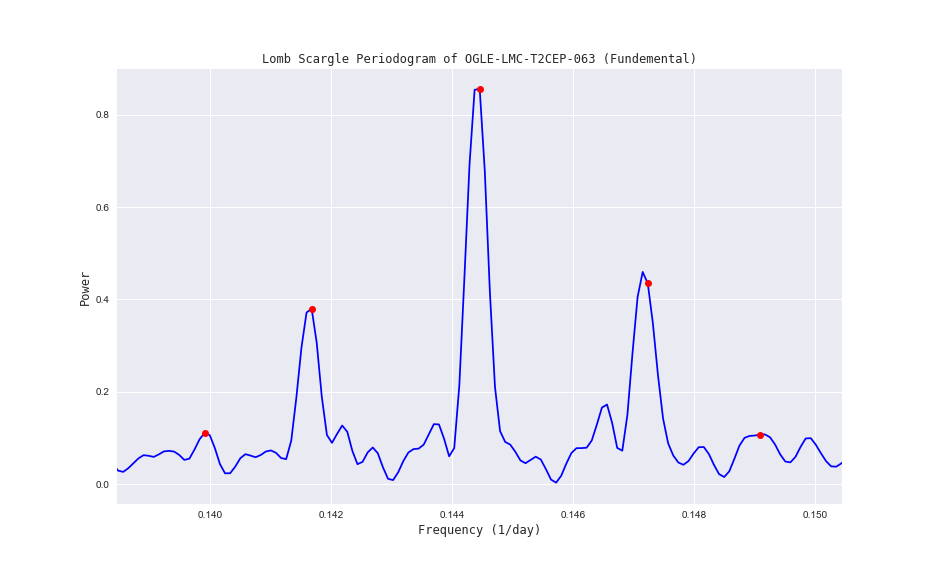 Lomb Scargle Periodogram of OGLE-LMC-T2CEP-063 (Fundemental)
0.8
0.6
0.4
0.2
0.0
Power
0.140 0.142 0.144 0.146 0.148 0.150
Frequency (1/day)